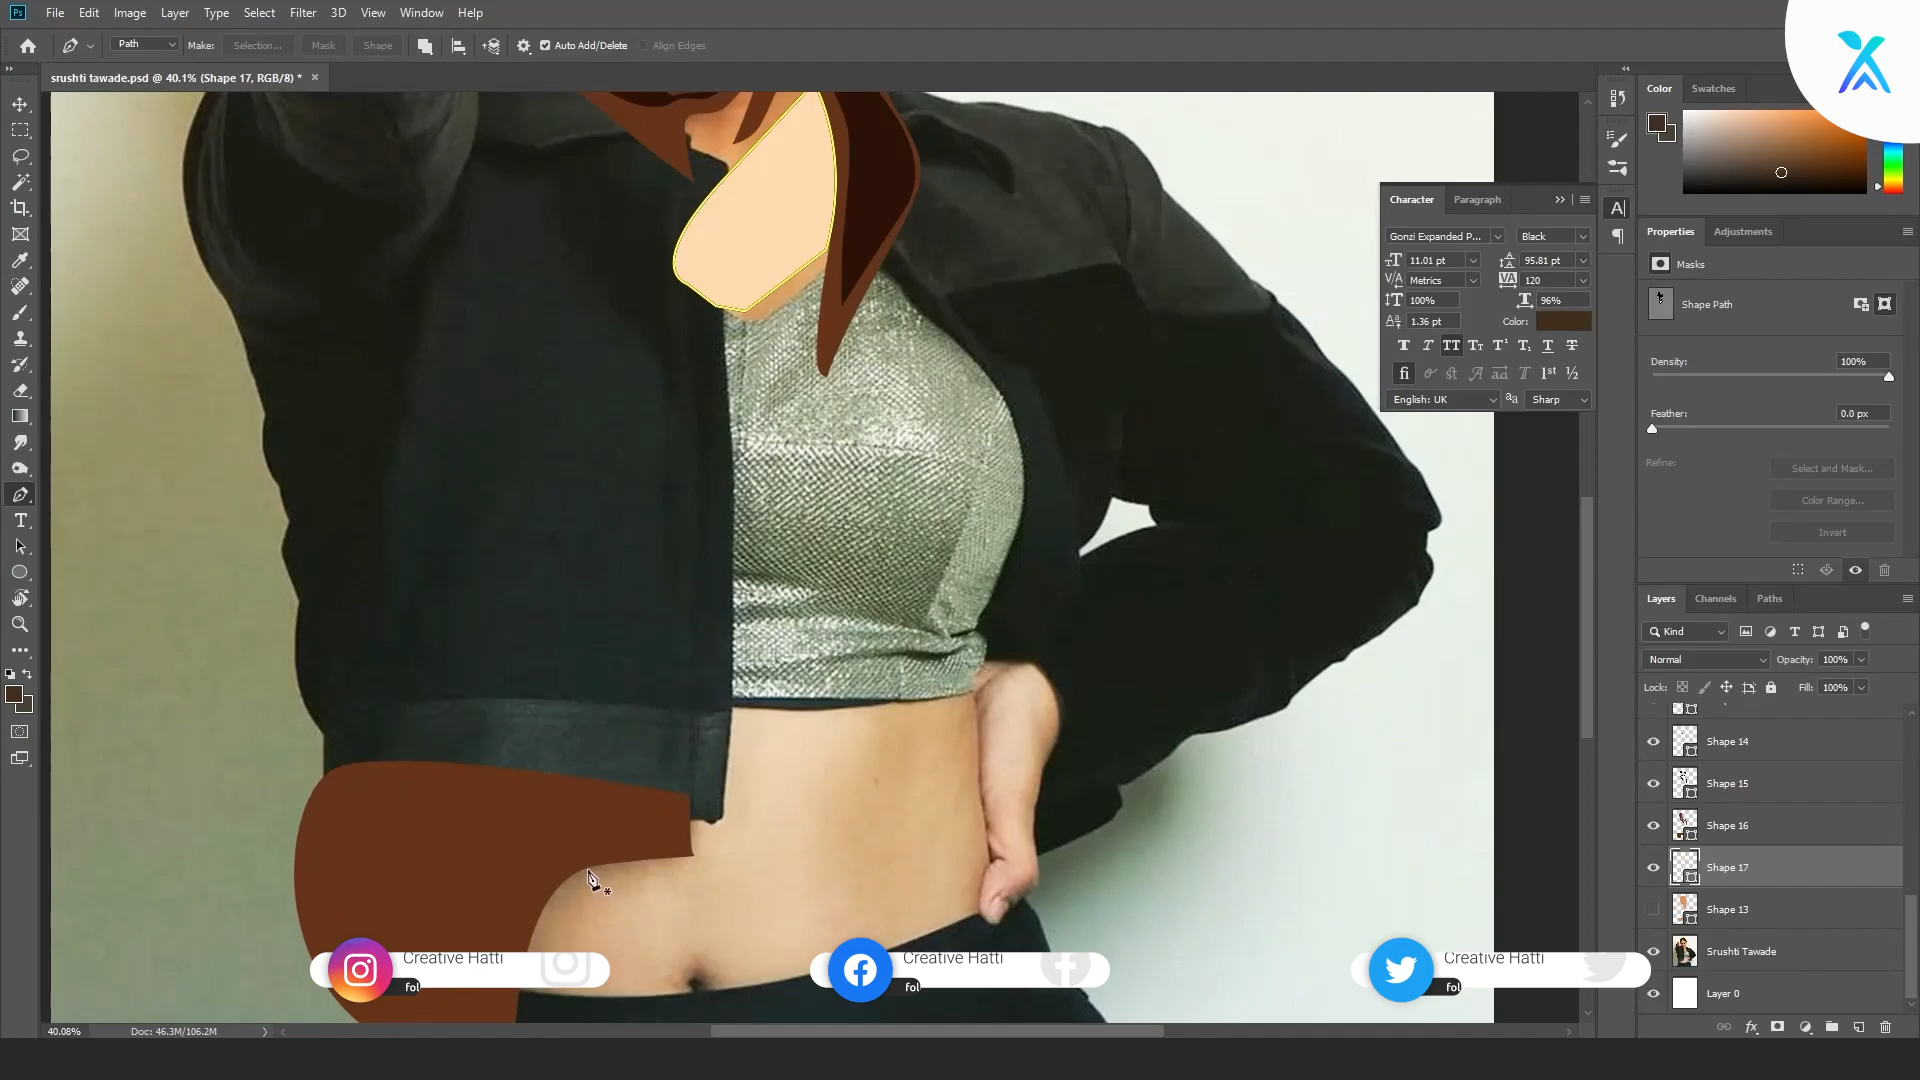 Ps File Edit Image Layer Type Select Filter 3D View Window Help
Path Make: Selection... Mask Shape Auto Add/Delete Align Edges
srushti tawade.psd @ 40.1% (Shape 17, RGB/8) *
Color Swatches
Character Paragraph
Gonzi Expanded P... Black
11.01 pt 95.81 pt
Metrics 120
100% 96%
1.36 pt Color:
English: UK Sharp
Properties Adjustments
Masks
Shape Path
Density: 100%
Feather: 0.0 px
Refine: Select and Mask...
Color Range...
Invert
Layers Channels Paths
Kind
Normal Opacity: 100%
Lock: Fill: 100%
Shape 14
Shape 15
Shape 16
Shape 17
Shape 13
Srushti Tawade
Layer 0
Creative Hatti
fol
Creative Hatti
fol
Creative Hatti
fol
40.08% Doc: 46.3M/106.2M